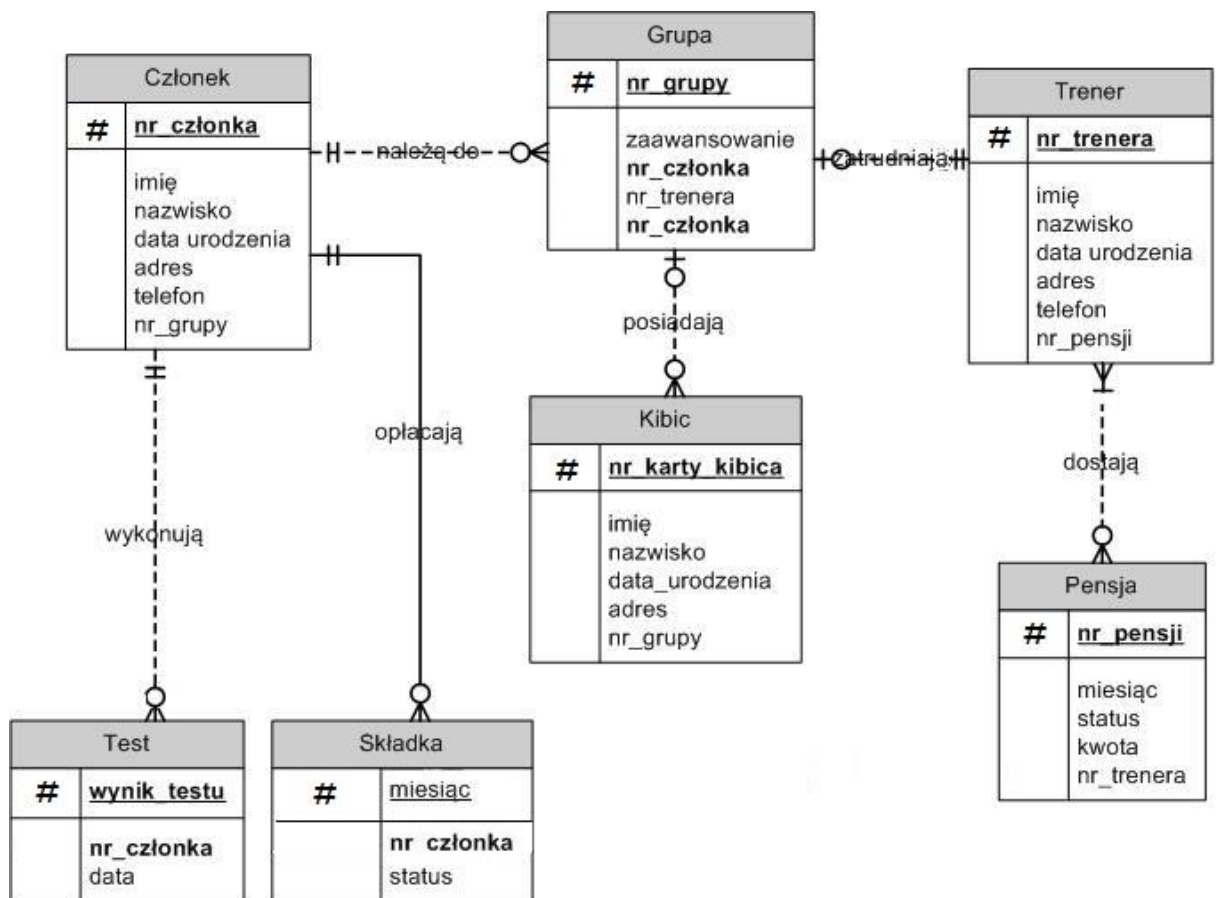 Członek
# nr_członka
imię
nazwisko
data urodzenia
adres
telefon
nr_grupy
należą do
Grupa
# nr_grupy
zaawansowanie
nr_członka
nr_trenera
nr_członka
zatrudniają
Trener
# nr_trenera
imię
nazwisko
data urodzenia
adres
telefon
nr_pensji
opłacają
posiadają
wykonują
dostają
Kibic
# nr_karty_kibica
imię
nazwisko
data_urodzenia
adres
nr_grupy
Pensja
# nr_pensji
miesiąc
status
kwota
nr_trenera
Test
# wynik_testu
nr_członka
data
Składka
# miesiąc
nr członka
status